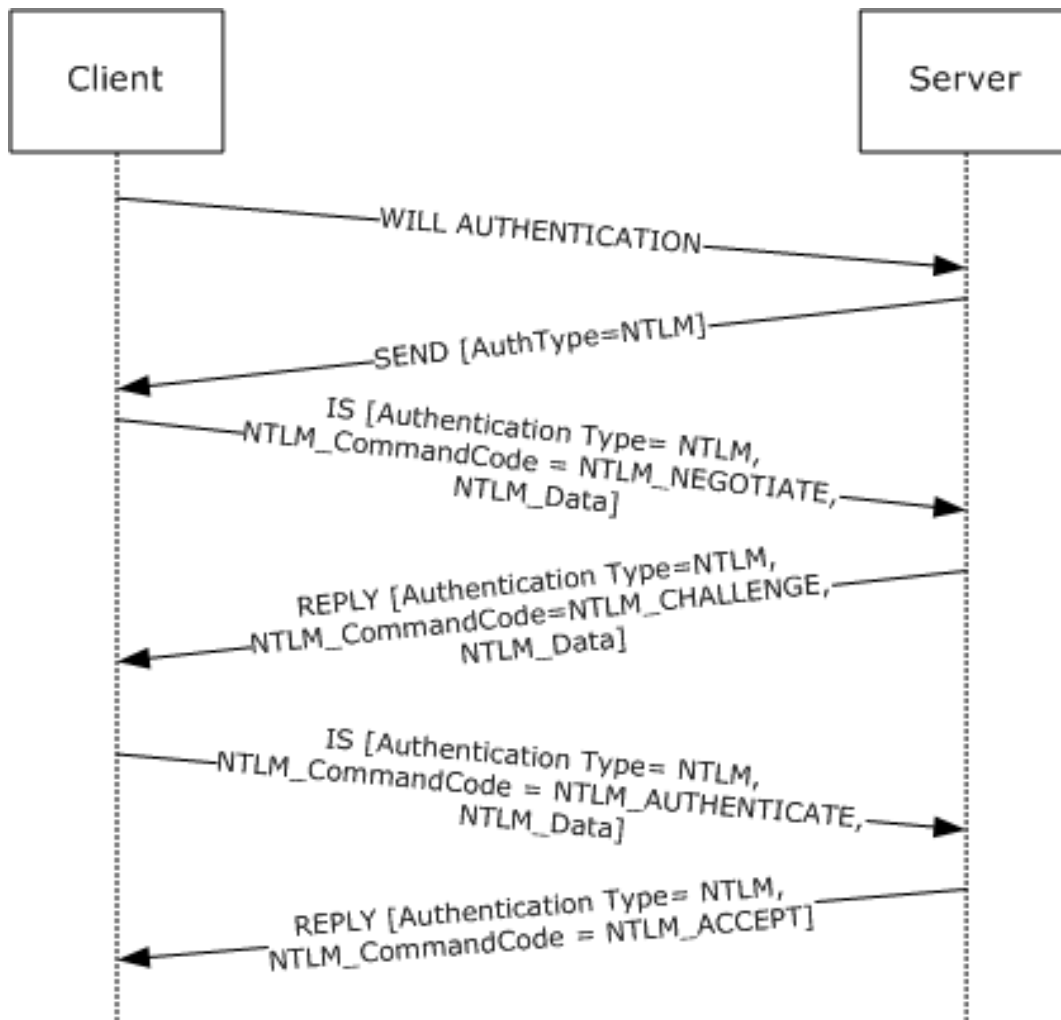 Client
Server
WILL AUTHENTICATION
SEND [AuthType=NTLM]
IS [Authentication Type= NTLM,
NTLM_CommandCode = NTLM_NEGOTIATE,
NTLM_Data]
REPLY [Authentication Type=NTLM,
NTLM_CommandCode=NTLM_CHALLENGE,
NTLM_Data]
IS [Authentication Type= NTLM,
NTLM_CommandCode = NTLM_AUTHENTICATE,
NTLM_Data]
REPLY [Authentication Type= NTLM,
NTLM_CommandCode = NTLM_ACCEPT]